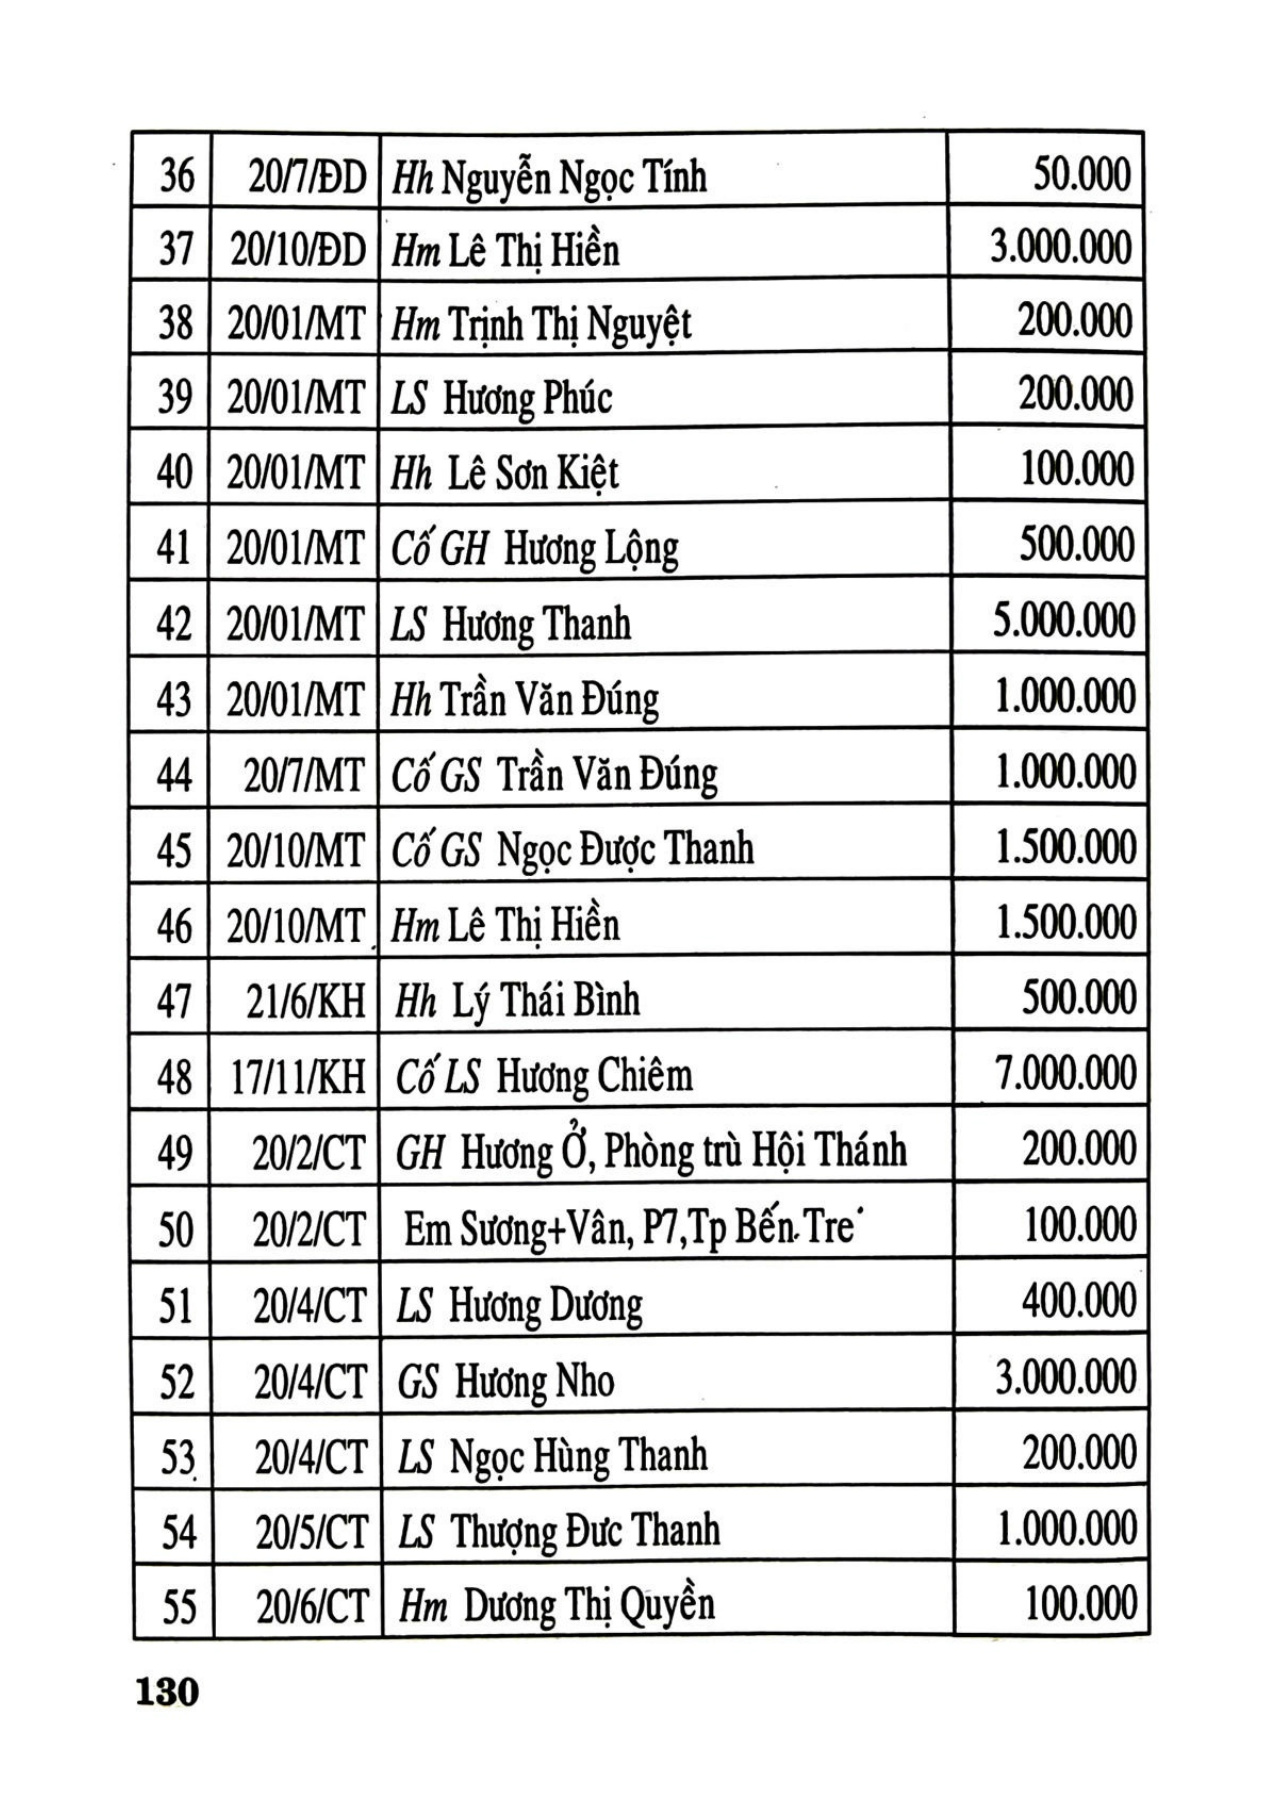 36 20/7/ĐD Hh Nguyễn Ngọc Tính 50.000
37 20/10/ĐD Hm Lê Thị Hiền 3.000.000
38 20/01/MT Hm Trịnh Thị Nguyệt 200.000
39 20/01/MT LS Hương Phúc 200.000
40 20/01/MT Hh Lê Sơn Kiệt 100.000
41 20/01/MT Cố GH Hương Lộng 500.000
42 20/01/MT LS Hương Thanh 5.000.000
43 20/01/MT Hh Trần Văn Đúng 1.000.000
44 20/7/MT Cố GS Trần Văn Đúng 1.000.000
45 20/10/MT Cố GS Ngọc Được Thanh 1.500.000
46 20/10/MT Hm Lê Thị Hiền 1.500.000
47 21/6/KH Hh Lý Thái Bình 500.000
48 17/11/KH Cố LS Hương Chiêm 7.000.000
49 20/2/CT GH Hương Ở, Phòng trù Hội Thánh 200.000
50 20/2/CT Em Sương+Vân, P7,Tp Bến Tre 100.000
51 20/4/CT LS Hương Dương 400.000
52 20/4/CT GS Hương Nho 3.000.000
53 20/4/CT LS Ngọc Hùng Thanh 200.000
54 20/5/CT LS Thượng Đưc Thanh 1.000.000
55 20/6/CT Hm Dương Thị Quyền 100.000
130